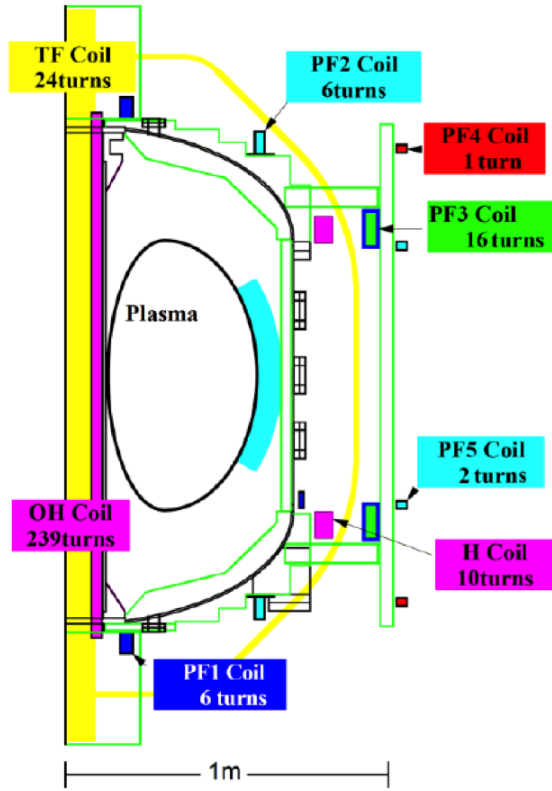 TF Coil
24turns
PF2 Coil
6turns
PF4 Coil
1 turn
PF3 Coil
16 turns
Plasma
PF5 Coil
2 turns
OH Coil
239turns
H Coil
10turns
PF1 Coil
6 turns
1m